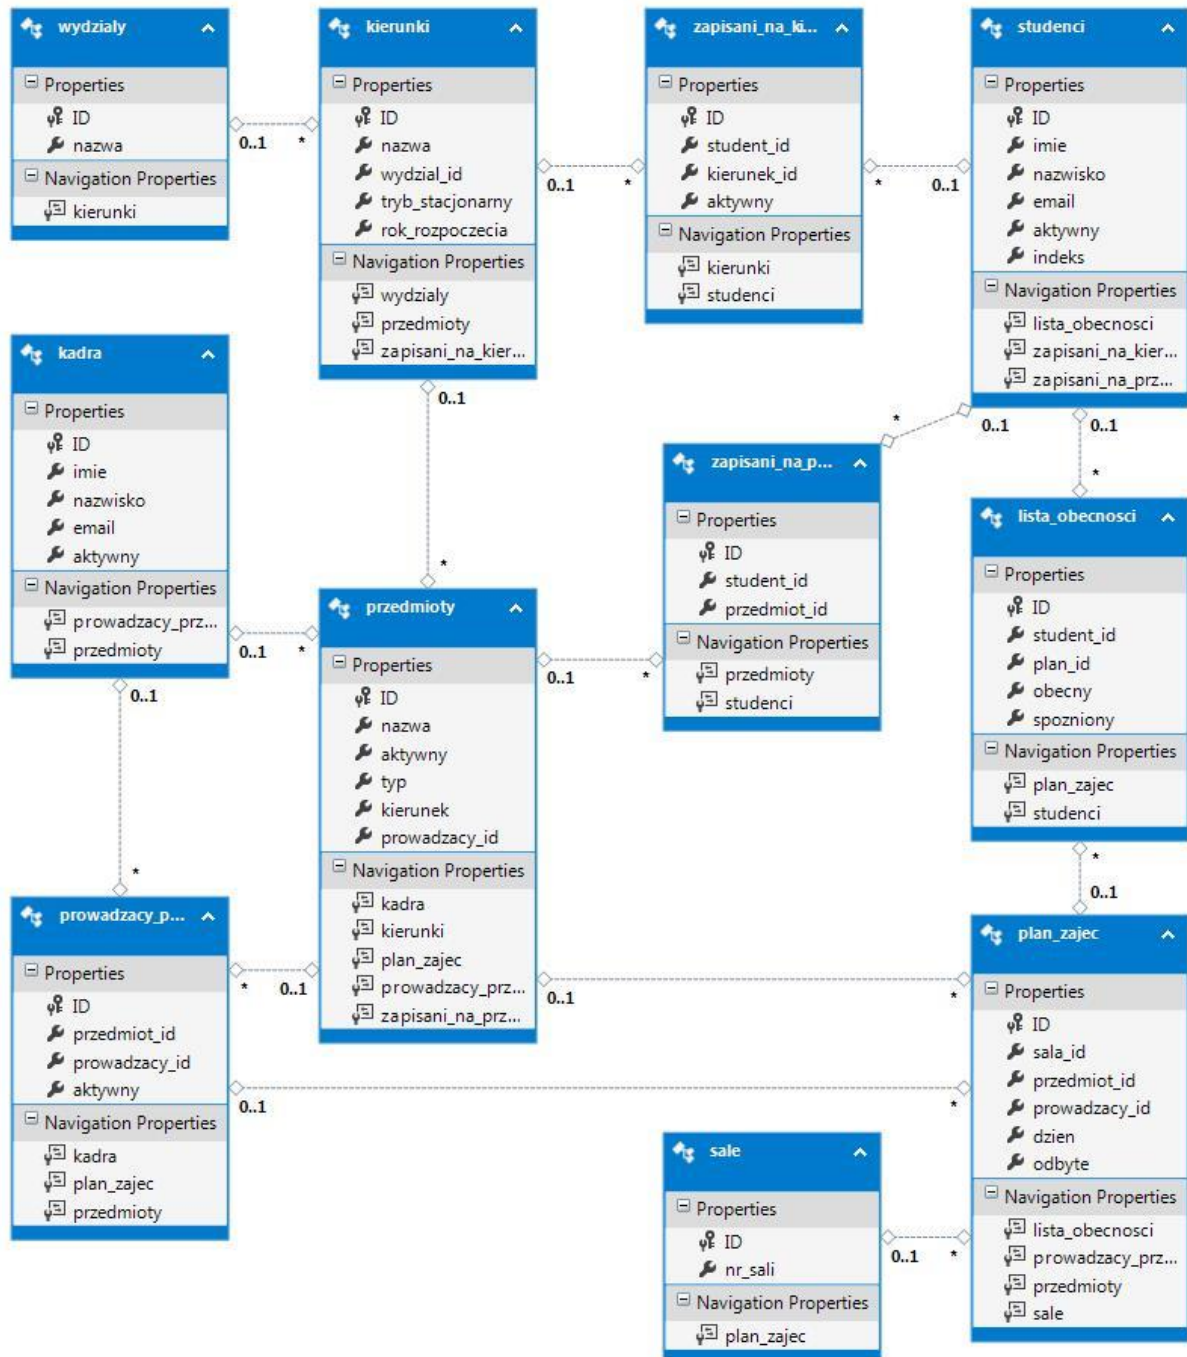 wydzialy
Properties
ID
nazwa
Navigation Properties
kierunki
0..1
*
kierunki
Properties
ID
nazwa
wydzial_id
tryb_stacjonarny
rok_rozpoczecia
Navigation Properties
wydzialy
przedmioty
zapisani_na_kier...
0..1
*
zapisani_na_ki...
Properties
ID
student_id
kierunek_id
aktywny
Navigation Properties
kierunki
studenci
*
0..1
studenci
Properties
ID
imie
nazwisko
email
aktywny
indeks
Navigation Properties
lista_obecnosci
zapisani_na_kier...
zapisani_na_prz...
kadra
Properties
ID
imie
nazwisko
email
aktywny
Navigation Properties
prowadzacy_prz...
przedmioty
0..1
*
0..1
*
0..1
*
przedmioty
Properties
ID
nazwa
aktywny
typ
kierunek
prowadzacy_id
Navigation Properties
kadra
kierunki
plan_zajec
prowadzacy_prz...
zapisani_na_prz...
*
0..1
zapisani_na_p...
Properties
ID
student_id
przedmiot_id
Navigation Properties
przedmioty
studenci
0..1
*
0..1
*
lista_obecnosci
Properties
ID
student_id
plan_id
obecny
spozniony
Navigation Properties
plan_zajec
studenci
*
0..1
prowadzacy_p...
Properties
ID
przedmiot_id
prowadzacy_id
aktywny
Navigation Properties
kadra
plan_zajec
przedmioty
*
0..1
0..1
*
0..1
*
plan_zajec
Properties
ID
sala_id
przedmiot_id
prowadzacy_id
dzien
odbyte
Navigation Properties
lista_obecnosci
prowadzacy_prz...
przedmioty
sale
sale
Properties
ID
nr_sali
Navigation Properties
plan_zajec
0..1
*